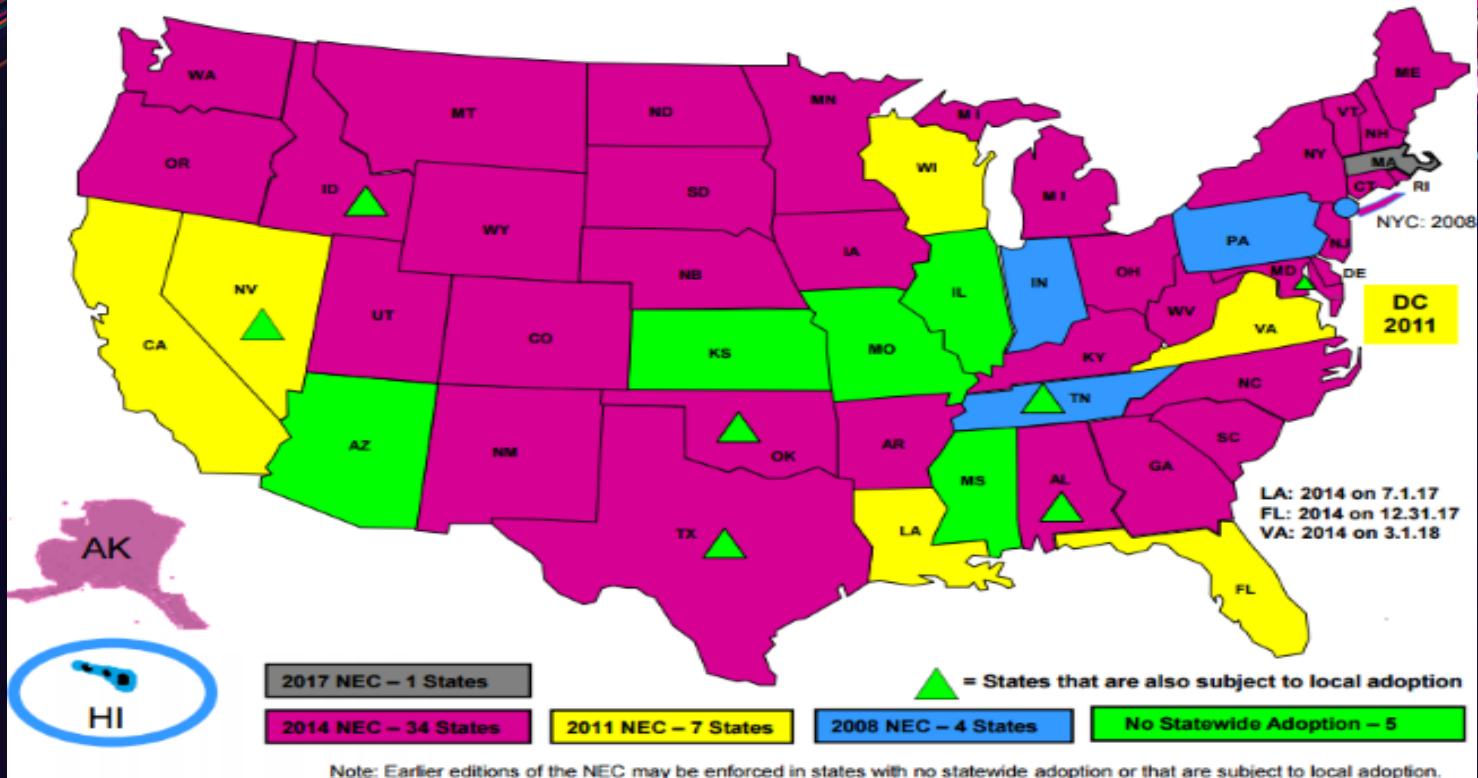 WA
MT
ND
MN
MI
ME
VT
NH
NY
MA
CT
RI
NYC: 2008
OR
ID
SD
WI
MI
WY
IA
NB
PA
NJ
OH
IN
IL
MD
DE
DC
2011
NV
UT
CO
CA
KS
MO
WV
VA
KY
NC
TN
AZ
NM
OK
AR
SC
MS
AL
GA
TX
LA
FL
LA: 2014 on 7.1.17
FL: 2014 on 12.31.17
VA: 2014 on 3.1.18
AK
HI
2017 NEC – 1 States
= States that are also subject to local adoption
2014 NEC – 34 States
2011 NEC – 7 States
2008 NEC – 4 States
No Statewide Adoption – 5
Note: Earlier editions of the NEC may be enforced in states with no statewide adoption or that are subject to local adoption.